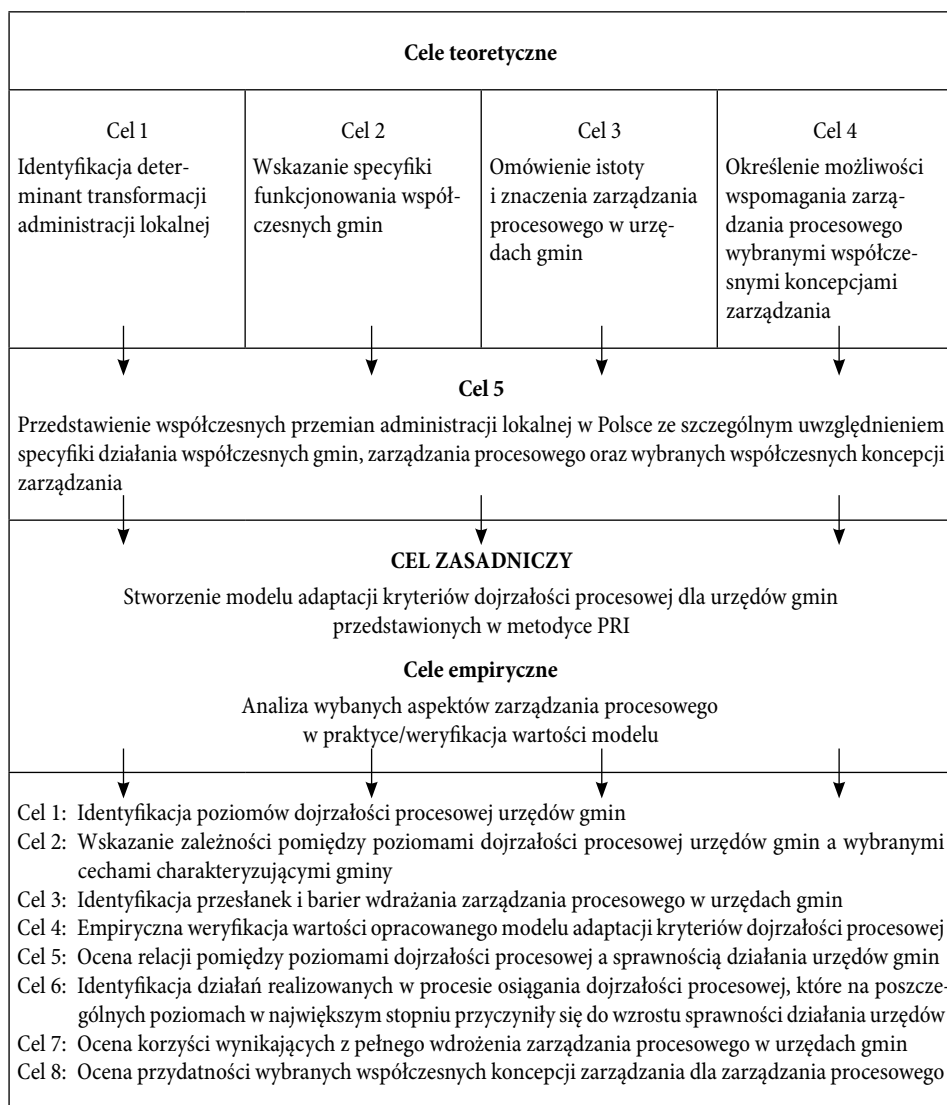 Cele teoretyczne
Cel 1
Identyfikacja deter-
minant transformacji
administracji lokalnej
Cel 2
Wskazanie specyfiki
funkcjonowania współ-
czesnych gmin
Cel 3
Omówienie istoty
i znaczenia zarządzania
procesowego w urzę-
dach gmin
Cel 4
Określenie możliwości
wspomagania zarzą-
dzania procesowego
wybranymi współcze-
snymi koncepcjami
zarządzania
Cel 5
Przedstawienie współczesnych przemian administracji lokalnej w Polsce ze szczególnym uwzględnieniem
specyfiki działania współczesnych gmin, zarządzania procesowego oraz wybranych współczesnych koncepcji
zarządzania
CEL ZASADNICZY
Stworzenie modelu adaptacji kryteriów dojrzałości procesowej dla urzędów gmin
przedstawionych w metodyce PRI
Cele empiryczne
Analiza wybanych aspektów zarządzania procesowego
w praktyce/weryfikacja wartości modelu
Cel 1: Identyfikacja poziomów dojrzałości procesowej urzędów gmin
Cel 2: Wskazanie zależności pomiędzy poziomami dojrzałości procesowej urzędów gmin a wybranymi
cechami charakteryzującymi gminy
Cel 3: Identyfikacja przesłanek i barier wdrażania zarządzania procesowego w urzędach gmin
Cel 4: Empiryczna weryfikacja wartości opracowanego modelu adaptacji kryteriów dojrzałości procesowej
Cel 5: Ocena relacji pomiędzy poziomami dojrzałości procesowej a sprawnością działania urzędów gmin
Cel 6: Identyfikacja działań realizowanych w procesie osiągania dojrzałości procesowej, które na poszcze-
gólnych poziomach w największym stopniu przyczyniły się do wzrostu sprawności działania urzędów
Cel 7: Ocena korzyści wynikających z pełnego wdrożenia zarządzania procesowego w urzędach gmin
Cel 8: Ocena przydatności wybranych współczesnych koncepcji zarządzania dla zarządzania procesowego